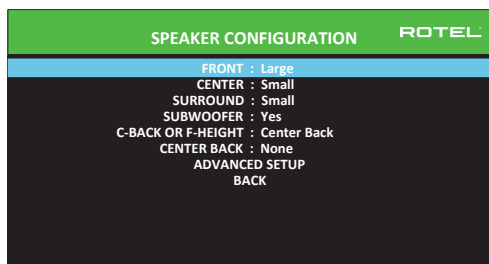 SPEAKER CONFIGURATION
ROTEL
FRONT : Large
CENTER : Small
SURROUND : Small
SUBWOOFER : Yes
C-BACK OR F-HEIGHT : Center Back
CENTER BACK : None
ADVANCED SETUP
BACK